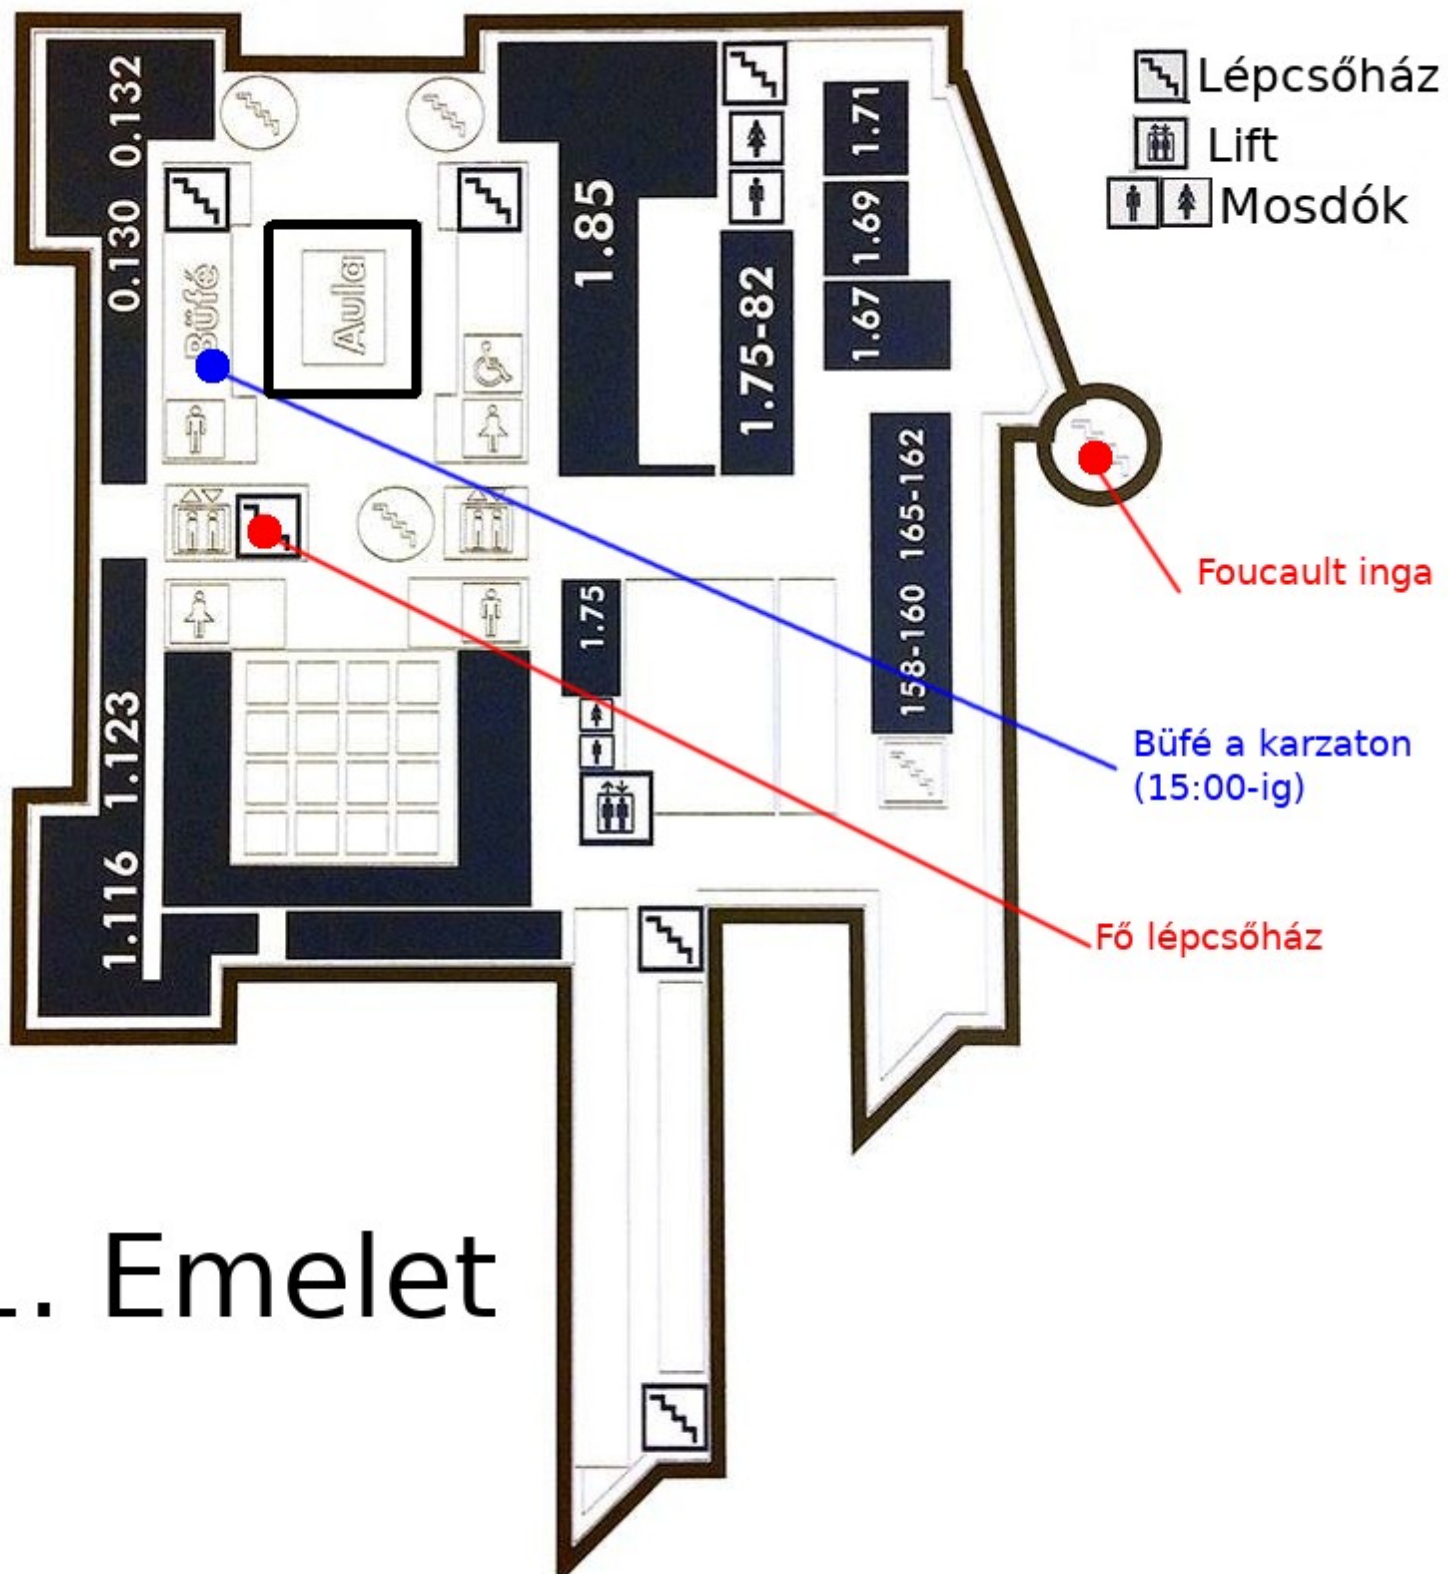 Lépcsőház
Lift
Mosdók
0.132
0.130
Büfé
Aula
1.85
1.75-82
1.71
1.69
1.67
165-162
158-160
1.75
1.123
1.116
Foucault inga
Büfé a karzaton
(15:00-ig)
Fő lépcsőház
. Emelet